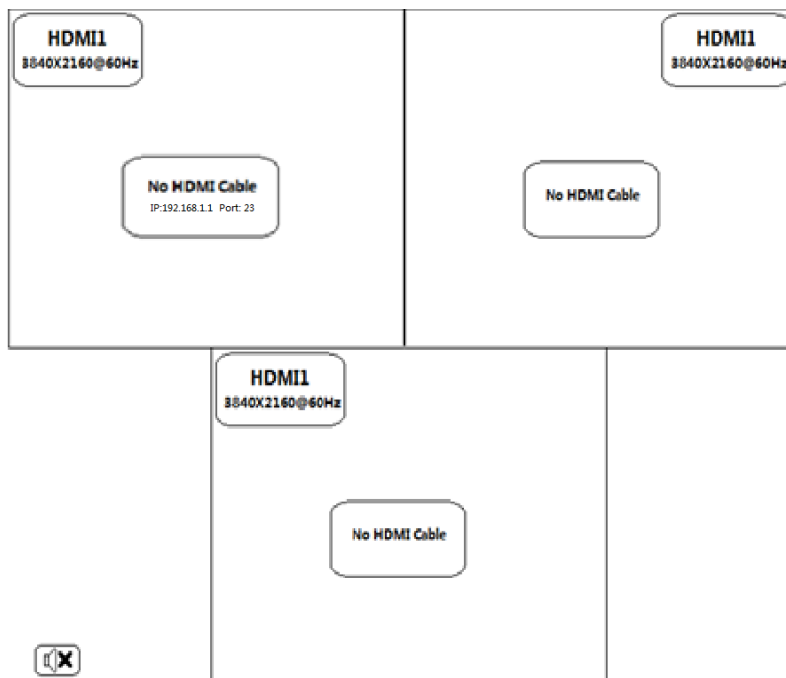 HDMI1
3840X2160@60Hz
HDMI1
3840X2160@60Hz
No HDMI Cable
IP:192.168.1.1 Port: 23
No HDMI Cable
HDMI1
3840X2160@60Hz
No HDMI Cable